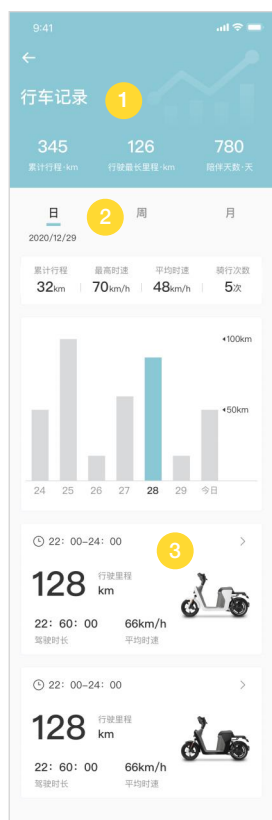 9:41
行车记录
1
345 126 780
累计行程·km 行驶最长里程·km 陪伴天数·天
日 2 周 月
2020/12/29
累计行程 最高时速 平均时速 骑行次数
32km 70km/h 48km/h 5次
100km
50km
24 25 26 27 28 29 今日
22：00-24：00
3
128 行驶里程
km
22：60：00 66km/h
驾驶时长 平均时速
22：00-24：00
128 行驶里程
km
22：60：00 66km/h
驾驶时长 平均时速